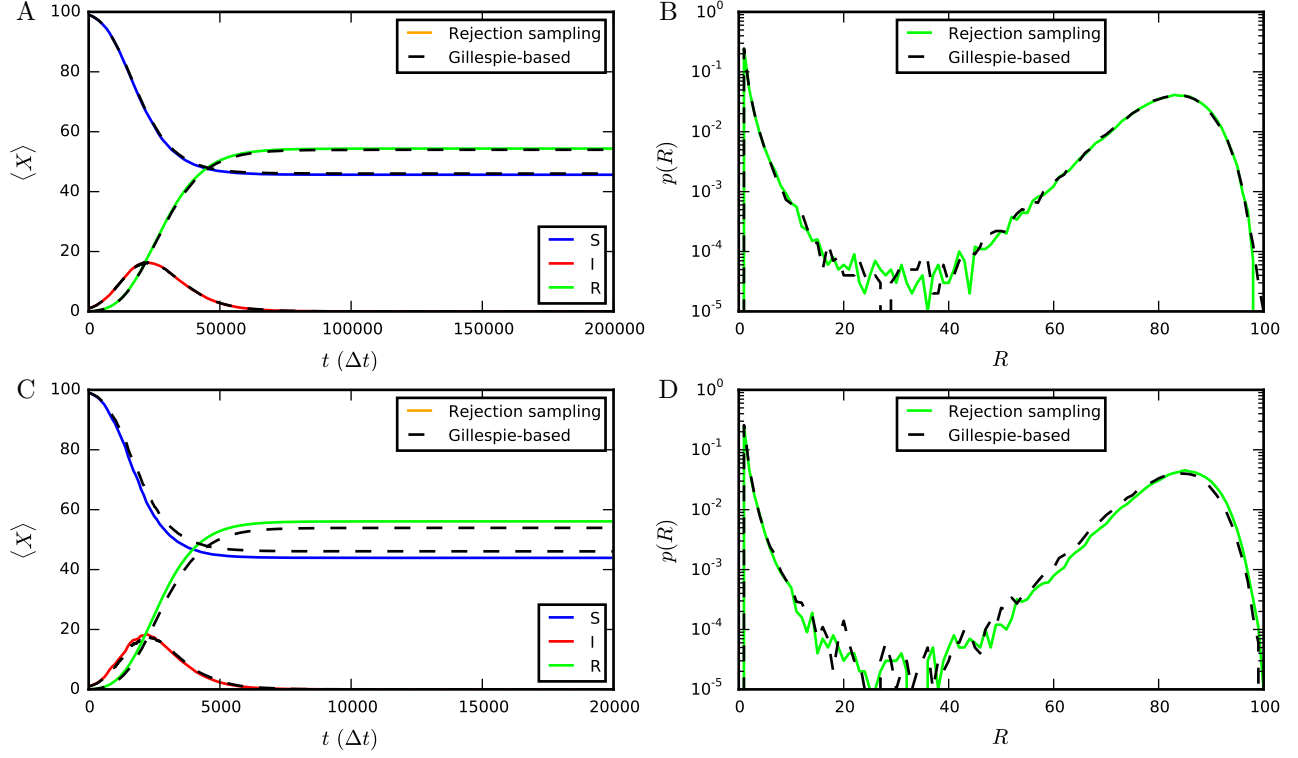 A
100
80
60
40
20
0
⟨X⟩
Rejection sampling
Gillespie-based
S
I
R
0 50000 100000 150000 200000
t (Δt)
B
10^0
10^-1
10^-2
10^-3
10^-4
10^-5
p(R)
Rejection sampling
Gillespie-based
0 20 40 60 80 100
R
C
100
80
60
40
20
0
⟨X⟩
Rejection sampling
Gillespie-based
S
I
R
0 5000 10000 15000 20000
t (Δt)
D
10^0
10^-1
10^-2
10^-3
10^-4
10^-5
p(R)
Rejection sampling
Gillespie-based
0 20 40 60 80 100
R